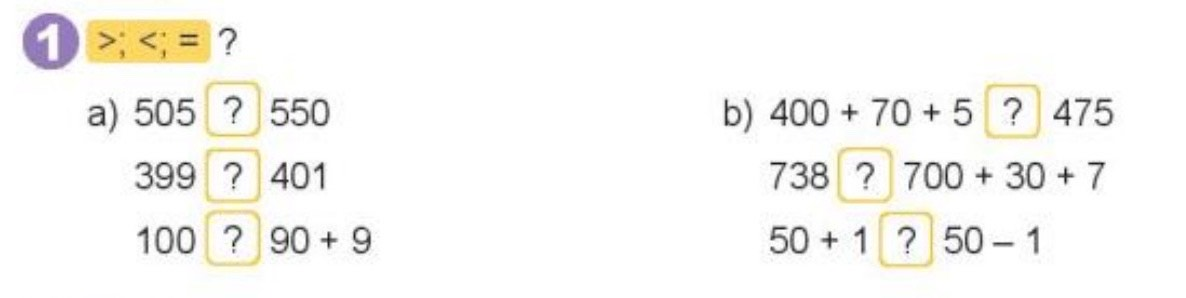 1 >; <; = ?
a) 505 ? 550
399 ? 401
100 ? 90 + 9
b) 400 + 70 + 5 ? 475
738 ? 700 + 30 + 7
50 + 1 ? 50 – 1